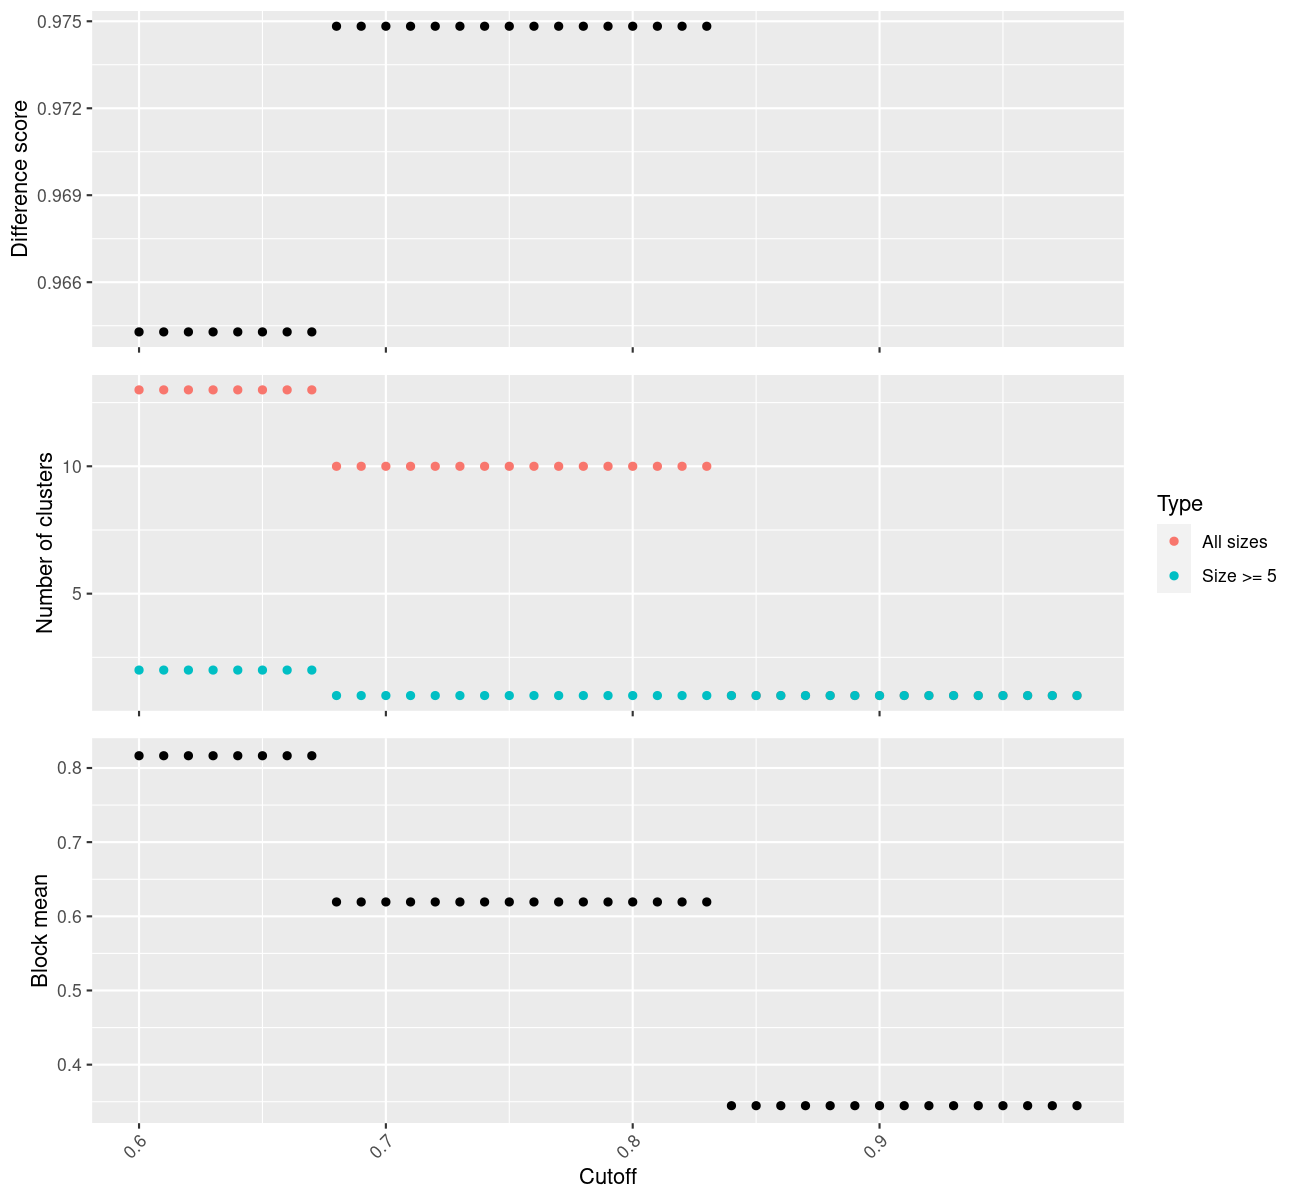 Difference score
0.975
0.972
0.969
0.966
Number of clusters
10
5
Type
All sizes
Size >= 5
Block mean
0.8
0.7
0.6
0.5
0.4
0.6
0.7
0.8
0.9
Cutoff